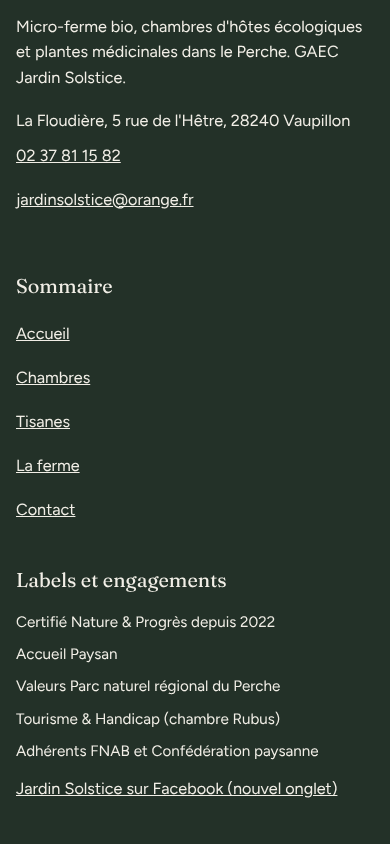 Micro-ferme bio, chambres d'hôtes écologiques
et plantes médicinales dans le Perche. GAEC
Jardin Solstice.
La Floudière, 5 rue de l'Hêtre, 28240 Vaupillon
02 37 81 15 82
jardinsolstice@orange.fr
Sommaire
Accueil
Chambres
Tisanes
La ferme
Contact
Labels et engagements
Certifié Nature & Progrès depuis 2022
Accueil Paysan
Valeurs Parc naturel régional du Perche
Tourisme & Handicap (chambre Rubus)
Adhérents FNAB et Confédération paysanne
Jardin Solstice sur Facebook (nouvel onglet)